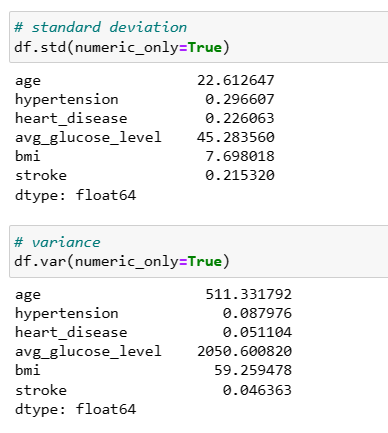 # standard deviation
df.std(numeric_only=True)
age 22.612647
hypertension 0.296607
heart_disease 0.226063
avg_glucose_level 45.283560
bmi 7.698018
stroke 0.215320
dtype: float64
# variance
df.var(numeric_only=True)
age 511.331792
hypertension 0.087976
heart_disease 0.051104
avg_glucose_level 2050.600820
bmi 59.259478
stroke 0.046363
dtype: float64